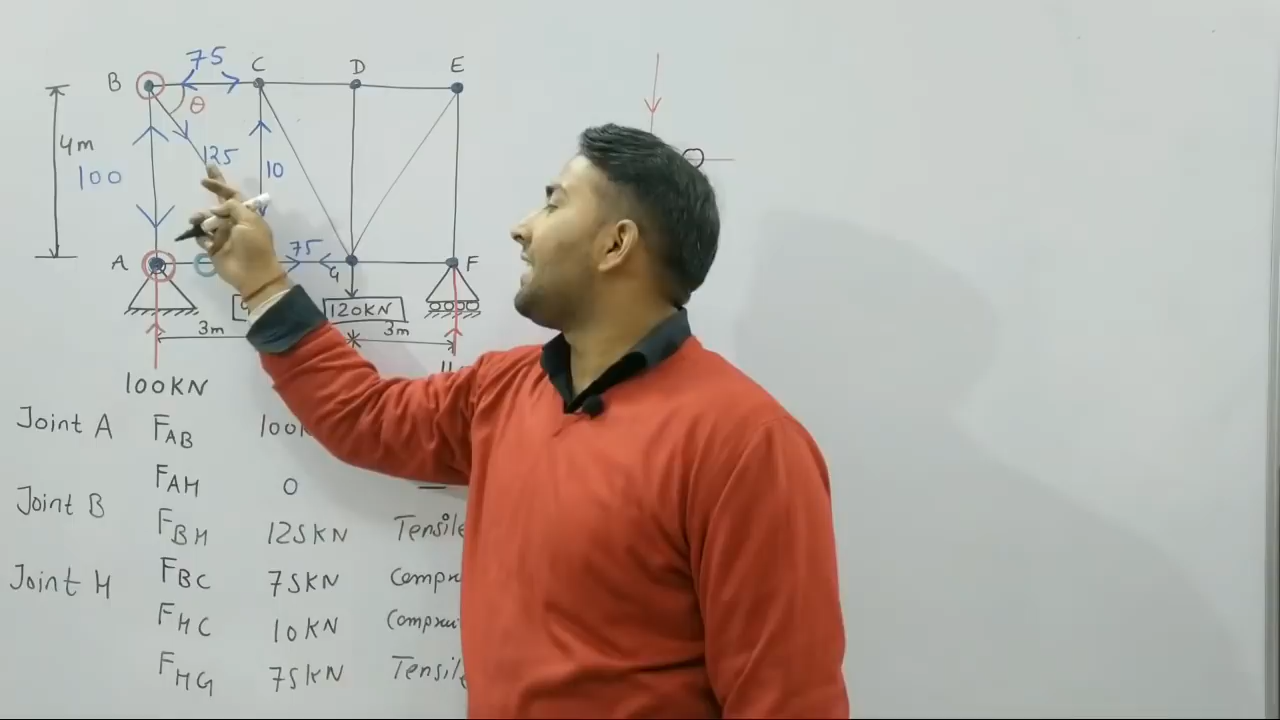 75
B C D E
θ
4m
125
100
10
75
A G F
120KN
3m 3m
100KN
Joint A FAB
FAH 0
Joint B FBH 125KN Tensile
Joint H FBC 75KN
FHC 10KN
FHG 75KN